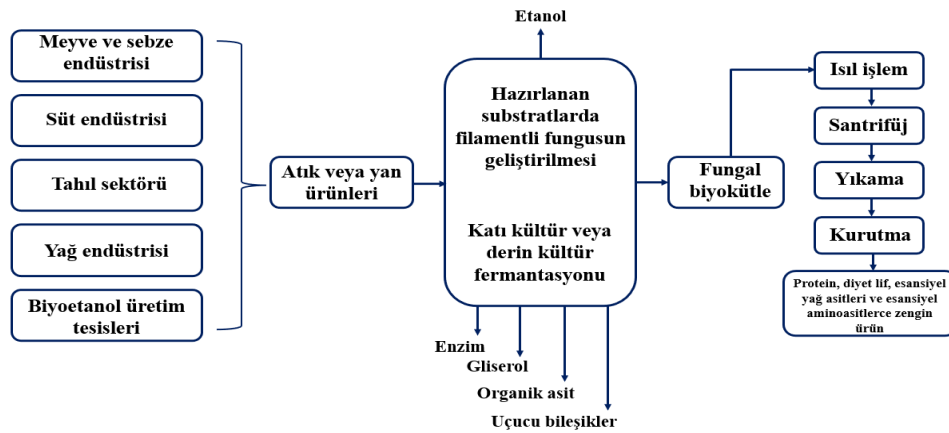 Meyve ve sebze
endüstrisi
Süt endüstrisi
Tahıl sektörü
Yağ endüstrisi
Biyoetanol üretim
tesisleri
Atık veya yan
ürünleri
Etanol
Hazırlanan
substratlarda
filamentli fungusun
geliştirilmesi
Katı kültür veya
derin kültür
fermantasyonu
Enzim
Gliserol
Organik asit
Uçucu bileşikler
Fungal
biyokütle
Isıl işlem
Santrifüj
Yıkama
Kurutma
Protein, diyet lif, esansiyel
yağ asitleri ve esansiyel
aminoasitlerce zengin
ürün